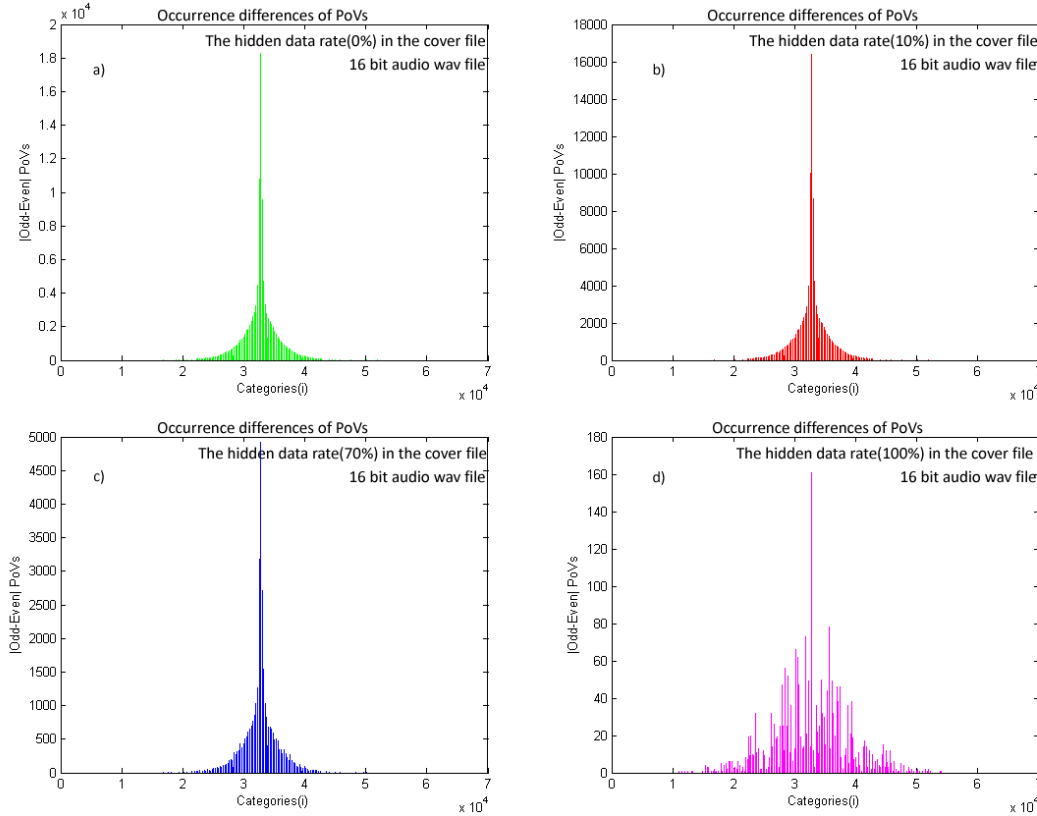 Occurrence differences of PoVs
x 10^4
The hidden data rate(0%) in the cover file
16 bit audio wav file
a)
|Odd-Even| PoVs
2
1.8
1.6
1.4
1.2
1
0.8
0.6
0.4
0.2
0
0 1 2 3 4 5 6 7
Categories(i)
x 10^4
Occurrence differences of PoVs
The hidden data rate(10%) in the cover file
16 bit audio wav file
b)
|Odd-Even| PoVs
18000
16000
14000
12000
10000
8000
6000
4000
2000
0
0 1 2 3 4 5 6 7
Categories(i)
x 10^4
Occurrence differences of PoVs
The hidden data rate(70%) in the cover file
16 bit audio wav file
c)
|Odd-Even| PoVs
5000
4500
4000
3500
3000
2500
2000
1500
1000
500
0
0 1 2 3 4 5 6 7
Categories(i)
x 10^4
Occurrence differences of PoVs
The hidden data rate(100%) in the cover file
16 bit audio wav file
d)
|Odd-Even| PoVs
180
160
140
120
100
80
60
40
20
0
0 1 2 3 4 5 6 7
Categories(i)
x 10^4